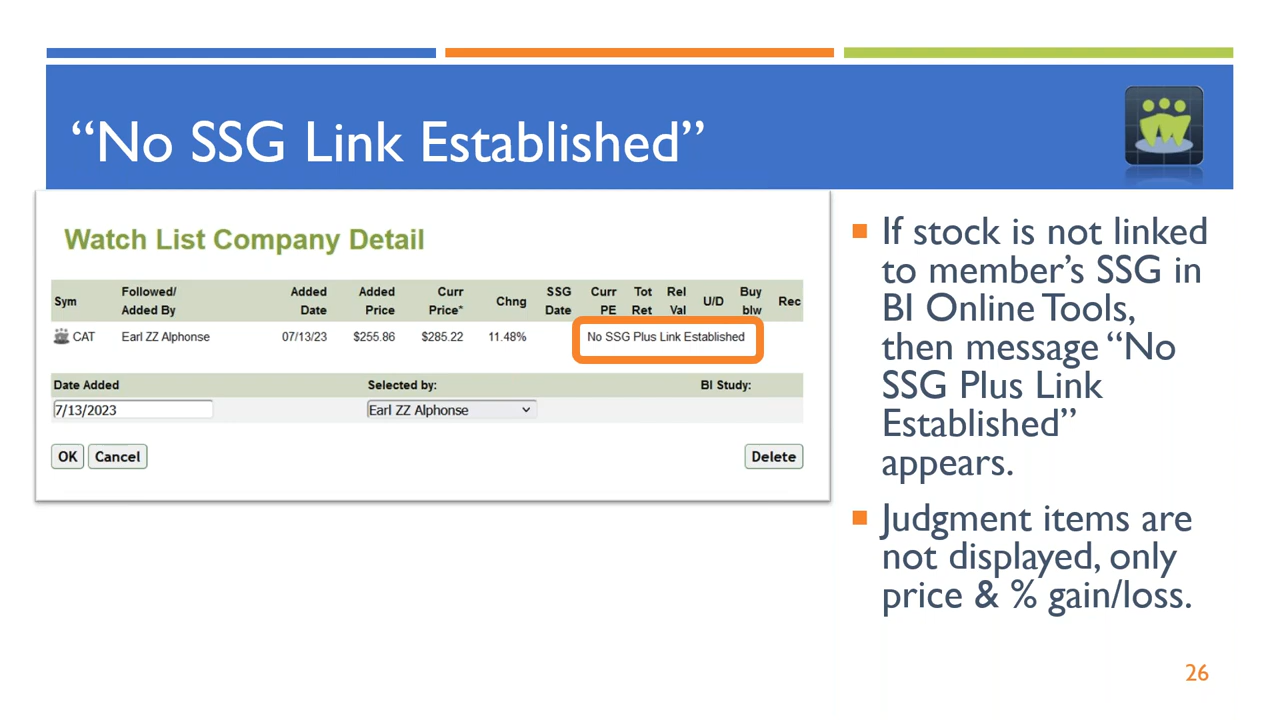 “No SSG Link Established”
Watch List Company Detail
Sym Followed/ Added By Added Date Added Price Curr Price* Chng SSG Date Curr PE Tot Ret Rel Val U/D Buy blw Rec
CAT Earl ZZ Alphonse 07/13/23 $255.86 $285.22 11.48% No SSG Plus Link Established
Date Added Selected by: BI Study:
7/13/2023 Earl ZZ Alphonse
OK Cancel Delete
If stock is not linked
to member’s SSG in
BI Online Tools,
then message “No
SSG Plus Link
Established”
appears.
Judgment items are
not displayed, only
price & % gain/loss.
26